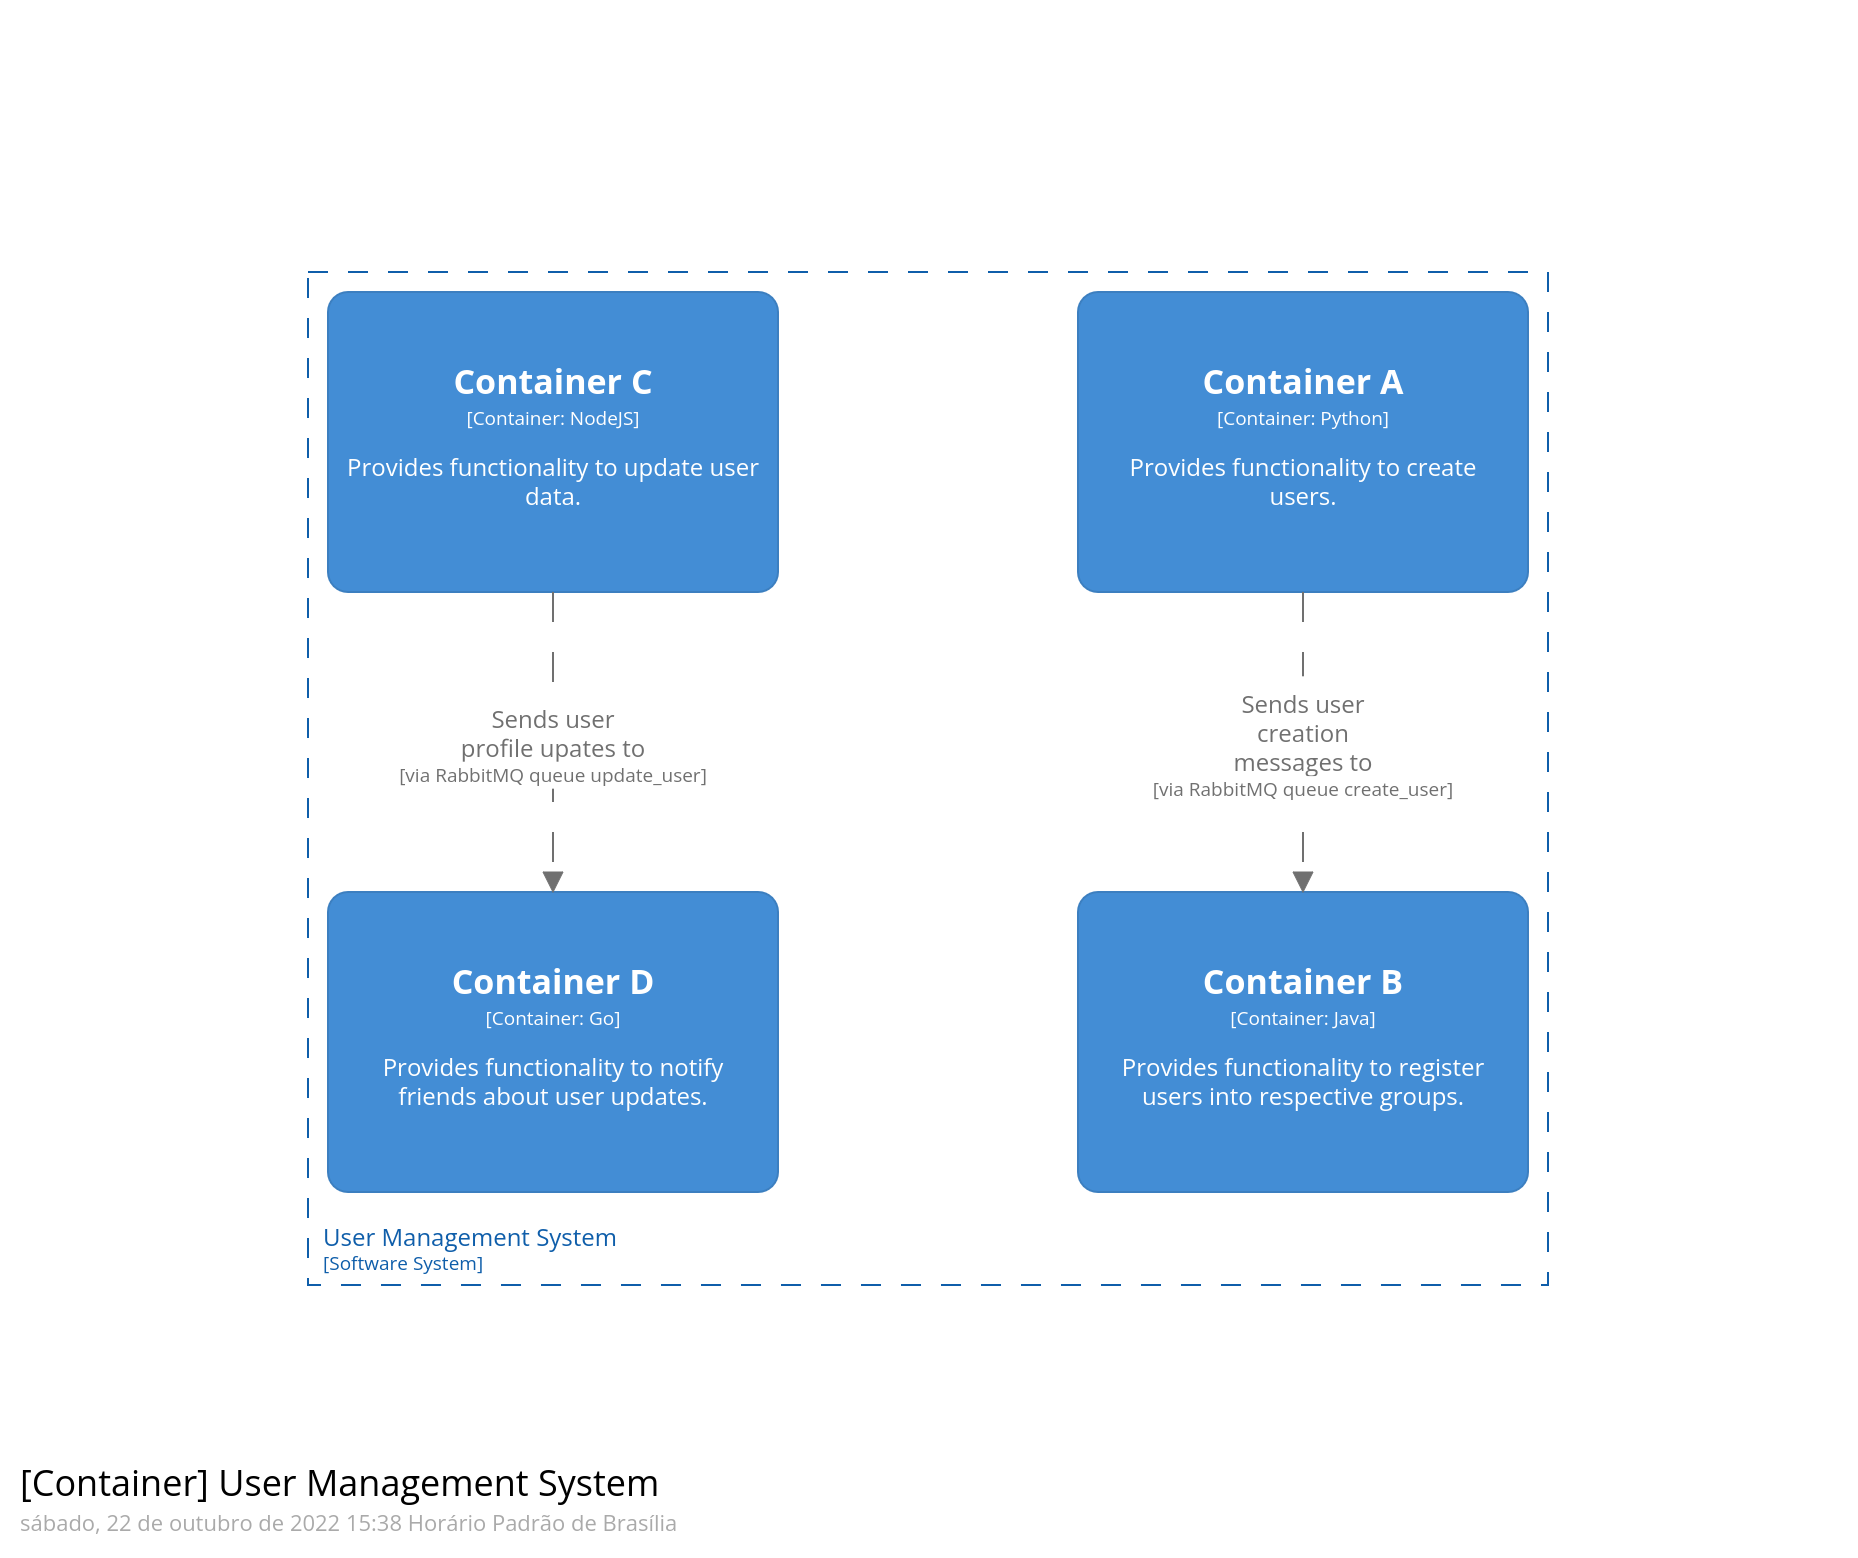 Container C
[Container: NodeJS]
Provides functionality to update user
data.
Container A
[Container: Python]
Provides functionality to create
users.
Sends user
profile upates to
[via RabbitMQ queue update_user]
Sends user
creation
messages to
[via RabbitMQ queue create_user]
Container D
[Container: Go]
Provides functionality to notify
friends about user updates.
Container B
[Container: Java]
Provides functionality to register
users into respective groups.
User Management System
[Software System]
[Container] User Management System
sábado, 22 de outubro de 2022 15:38 Horário Padrão de Brasília